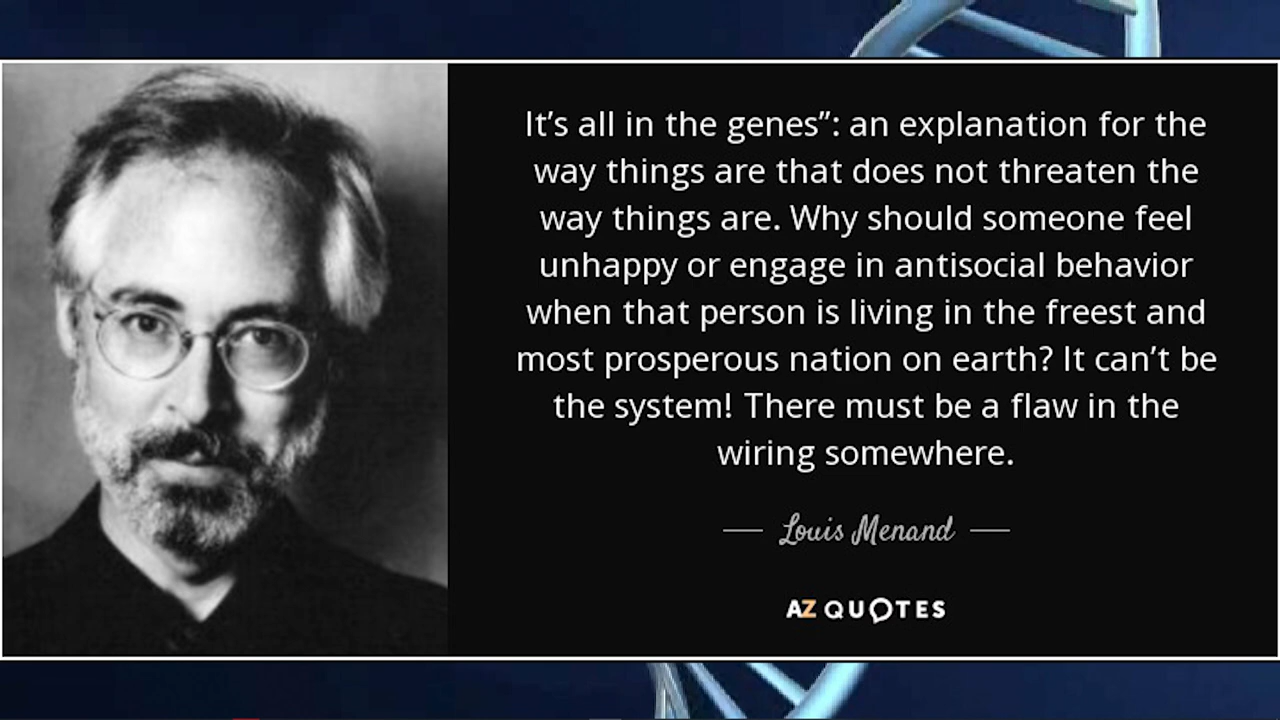 It’s all in the genes”: an explanation for the
way things are that does not threaten the
way things are. Why should someone feel
unhappy or engage in antisocial behavior
when that person is living in the freest and
most prosperous nation on earth? It can’t be
the system! There must be a flaw in the
wiring somewhere.
Louis Menand
AZ QUOTES